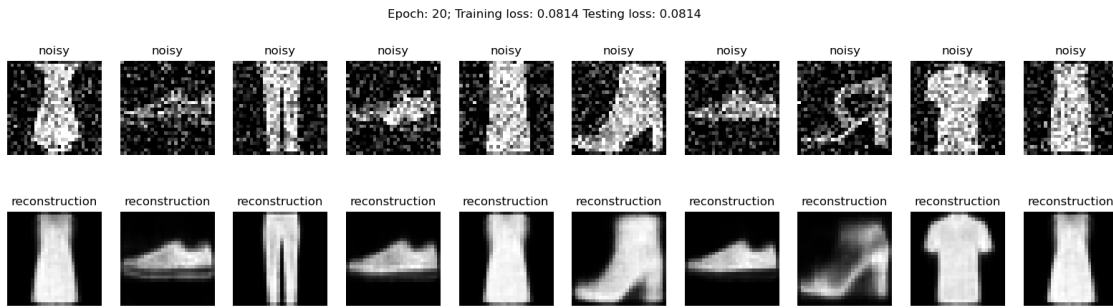 Epoch: 20; Training loss: 0.0814 Testing loss: 0.0814
noisy noisy noisy noisy noisy noisy noisy noisy noisy noisy
reconstruction reconstruction reconstruction reconstruction reconstruction reconstruction reconstruction reconstruction reconstruction reconstruction